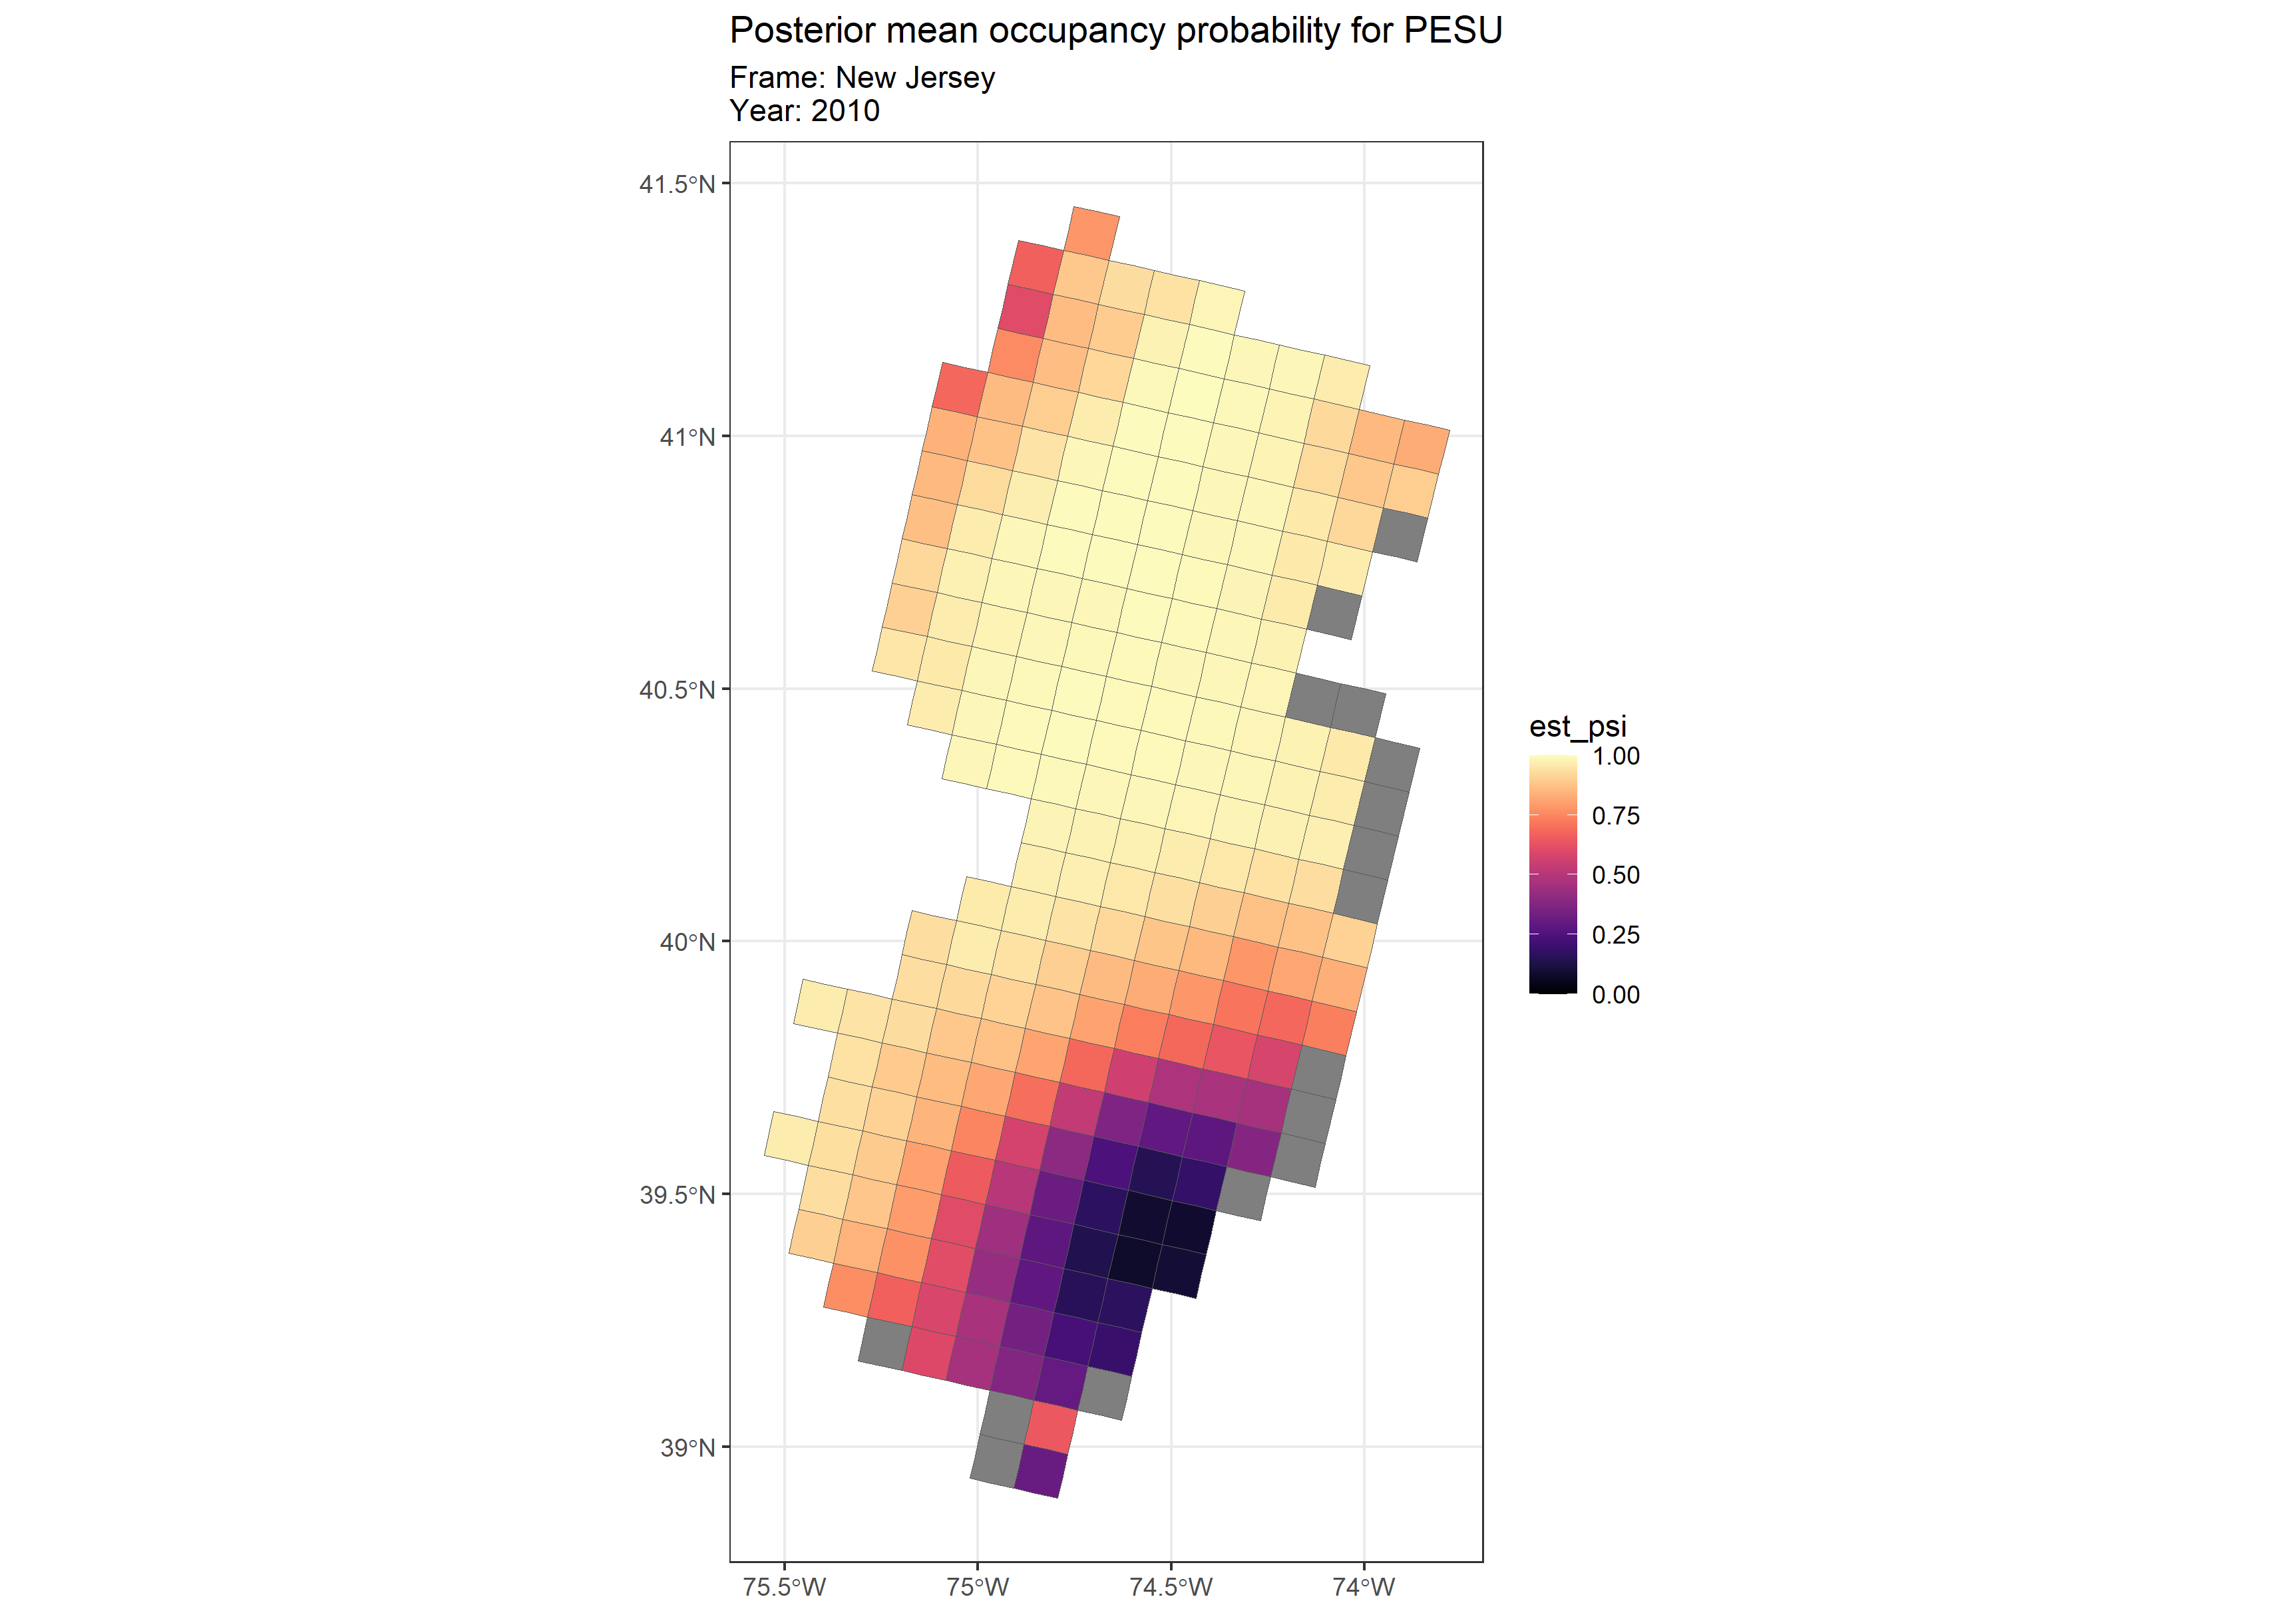 Posterior mean occupancy probability for PESU
Frame: New Jersey
Year: 2010
41.5°N
41°N
40.5°N
40°N
39.5°N
39°N
75.5°W
75°W
74.5°W
74°W
est_psi
1.00
0.75
0.50
0.25
0.00